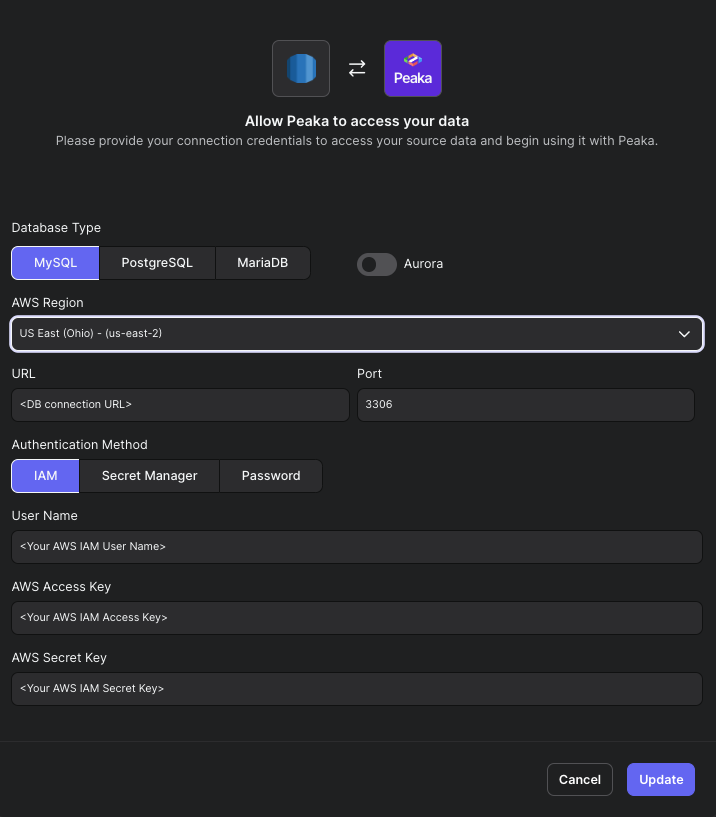 Peaka
Allow Peaka to access your data
Please provide your connection credentials to access your source data and begin using it with Peaka.
Database Type
MySQL PostgreSQL MariaDB Aurora
AWS Region
US East (Ohio) - (us-east-2)
URL Port
<DB connection URL> 3306
Authentication Method
IAM Secret Manager Password
User Name
<Your AWS IAM User Name>
AWS Access Key
<Your AWS IAM Access Key>
AWS Secret Key
<Your AWS IAM Secret Key>
Cancel Update